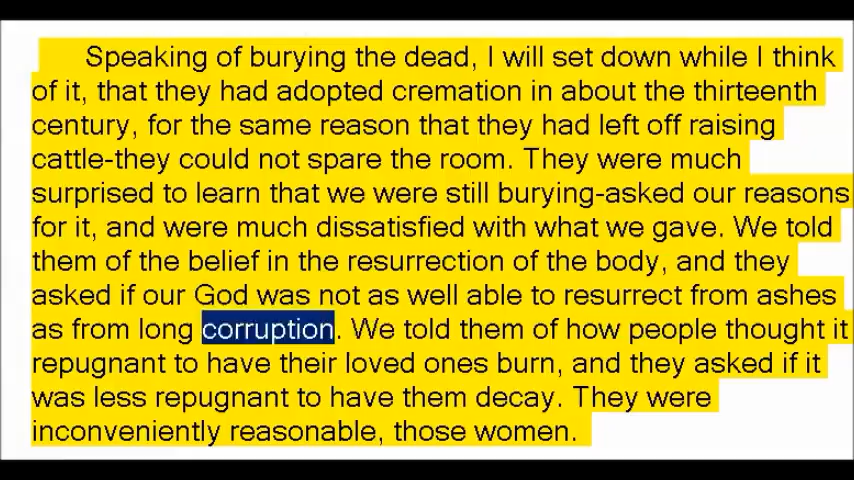 Speaking of burying the dead, I will set down while I think
of it, that they had adopted cremation in about the thirteenth
century, for the same reason that they had left off raising
cattle-they could not spare the room. They were much
surprised to learn that we were still burying-asked our reasons
for it, and were much dissatisfied with what we gave. We told
them of the belief in the resurrection of the body, and they
asked if our God was not as well able to resurrect from ashes
as from long corruption. We told them of how people thought it
repugnant to have their loved ones burn, and they asked if it
was less repugnant to have them decay. They were
inconveniently reasonable, those women.